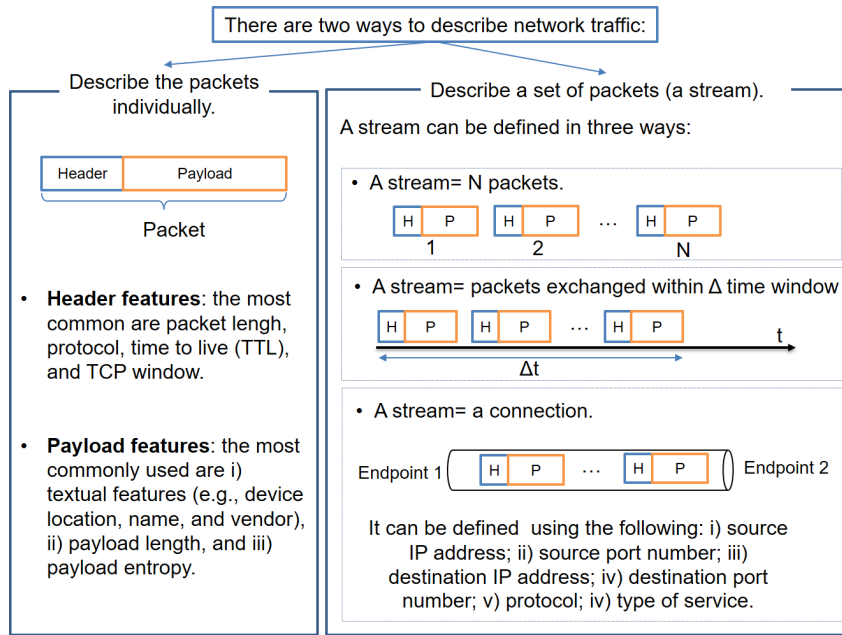 There are two ways to describe network traffic:
Describe the packets
individually.
Header Payload
Packet
• Header features: the most
common are packet lengh,
protocol, time to live (TTL),
and TCP window.
• Payload features: the most
commonly used are i)
textual features (e.g., device
location, name, and vendor),
ii) payload length, and iii)
payload entropy.
Describe a set of packets (a stream).
A stream can be defined in three ways:
• A stream= N packets.
H P H P ... H P
1 2 N
• A stream= packets exchanged within Δ time window
H P H P ... H P
t
Δt
• A stream= a connection.
Endpoint 1 H P ... H P Endpoint 2
It can be defined using the following: i) source
IP address; ii) source port number; iii)
destination IP address; iv) destination port
number; v) protocol; iv) type of service.